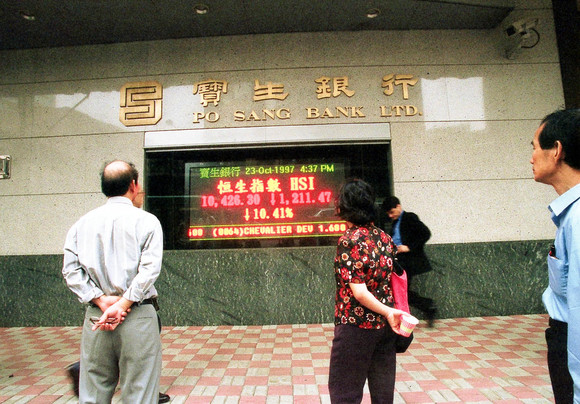 寶生銀行
PO SANG BANK LTD.
寶生銀行 23-Oct-1997 4:37 PM
恒生指數 HSI
10,426.30 ↓1,211.47
↓10.41%
600 (0064)CHEVALIER DEV 1.600